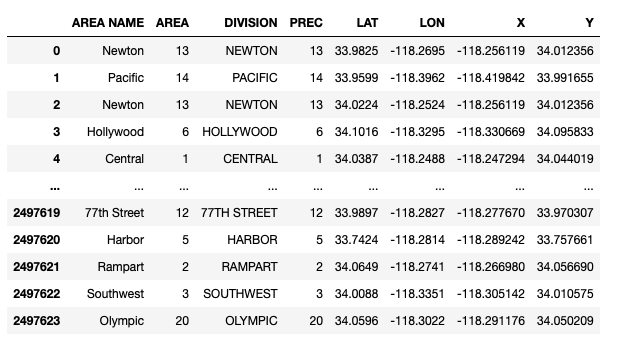 AREA NAME AREA DIVISION PREC LAT LON X Y
0 Newton 13 NEWTON 13 33.9825 -118.2695 -118.256119 34.012356
1 Pacific 14 PACIFIC 14 33.9599 -118.3962 -118.419842 33.991655
2 Newton 13 NEWTON 13 34.0224 -118.2524 -118.256119 34.012356
3 Hollywood 6 HOLLYWOOD 6 34.1016 -118.3295 -118.330669 34.095833
4 Central 1 CENTRAL 1 34.0387 -118.2488 -118.247294 34.044019
... ... ... ... ... ... ... ... ...
2497619 77th Street 12 77TH STREET 12 33.9897 -118.2827 -118.277670 33.970307
2497620 Harbor 5 HARBOR 5 33.7424 -118.2814 -118.289242 33.757661
2497621 Rampart 2 RAMPART 2 34.0649 -118.2741 -118.266980 34.056690
2497622 Southwest 3 SOUTHWEST 3 34.0088 -118.3351 -118.305142 34.010575
2497623 Olympic 20 OLYMPIC 20 34.0596 -118.3022 -118.291176 34.050209